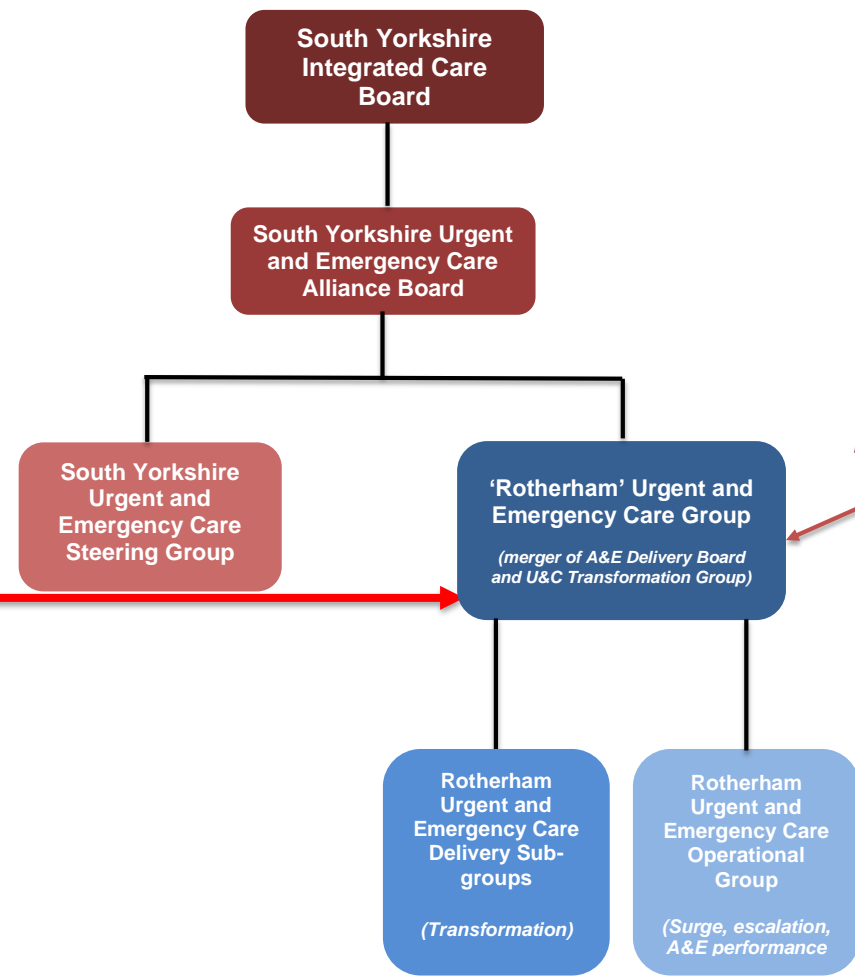 South Yorkshire
Integrated Care
Board
South Yorkshire Urgent
and Emergency Care
Alliance Board
South Yorkshire
Urgent and
Emergency Care
Steering Group
‘Rotherham’ Urgent and
Emergency Care Group
(merger of A&E Delivery Board
and U&C Transformation Group)
Rotherham
Urgent and
Emergency Care
Delivery Sub-
groups
(Transformation)
Rotherham
Urgent and
Emergency Care
Operational
Group
(Surge, escalation,
A&E performance